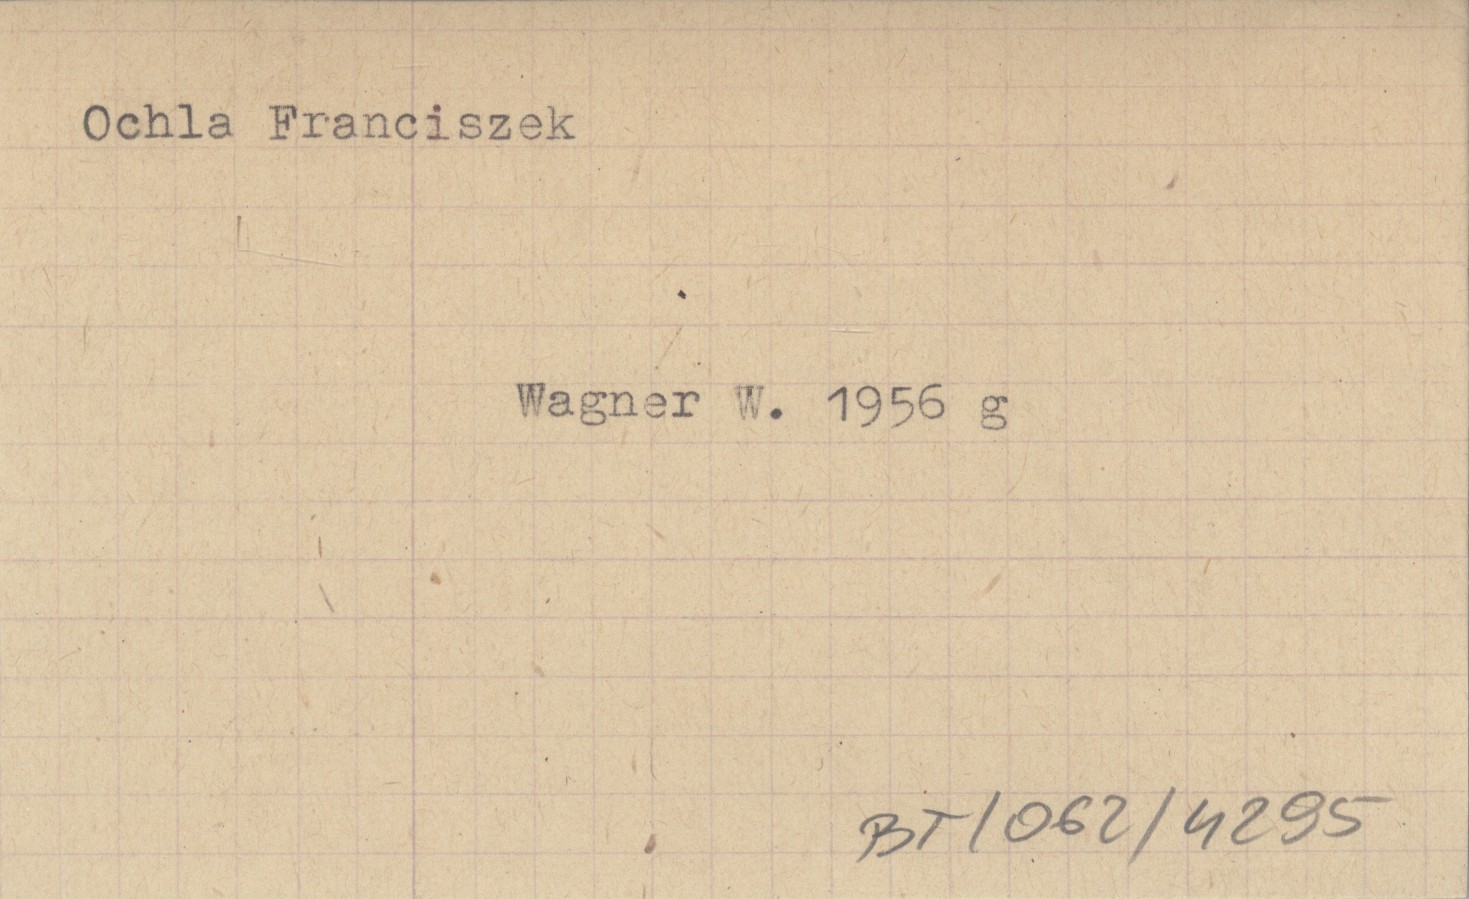 Ochla Franciszek
Wagner W. 1956 g
BT/062/4295